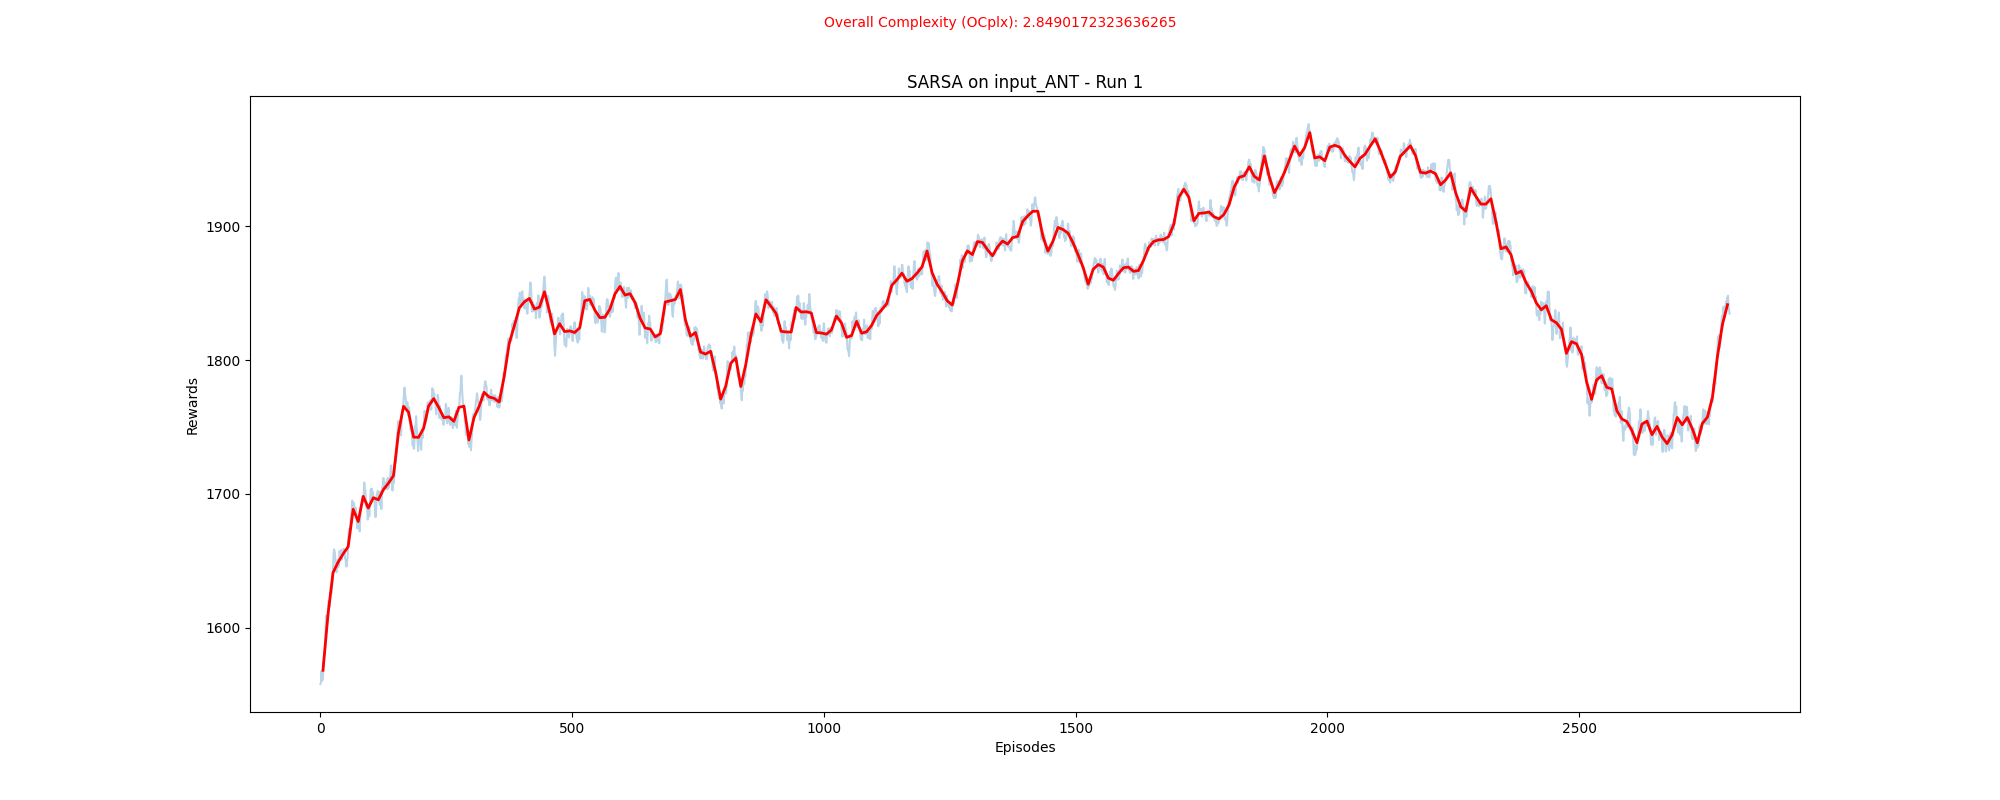 Overall Complexity (OCplx): 2.8490172323636265
SARSA on input_ANT - Run 1
Rewards
1900
1800
1700
1600
0 500 1000 1500 2000 2500
Episodes